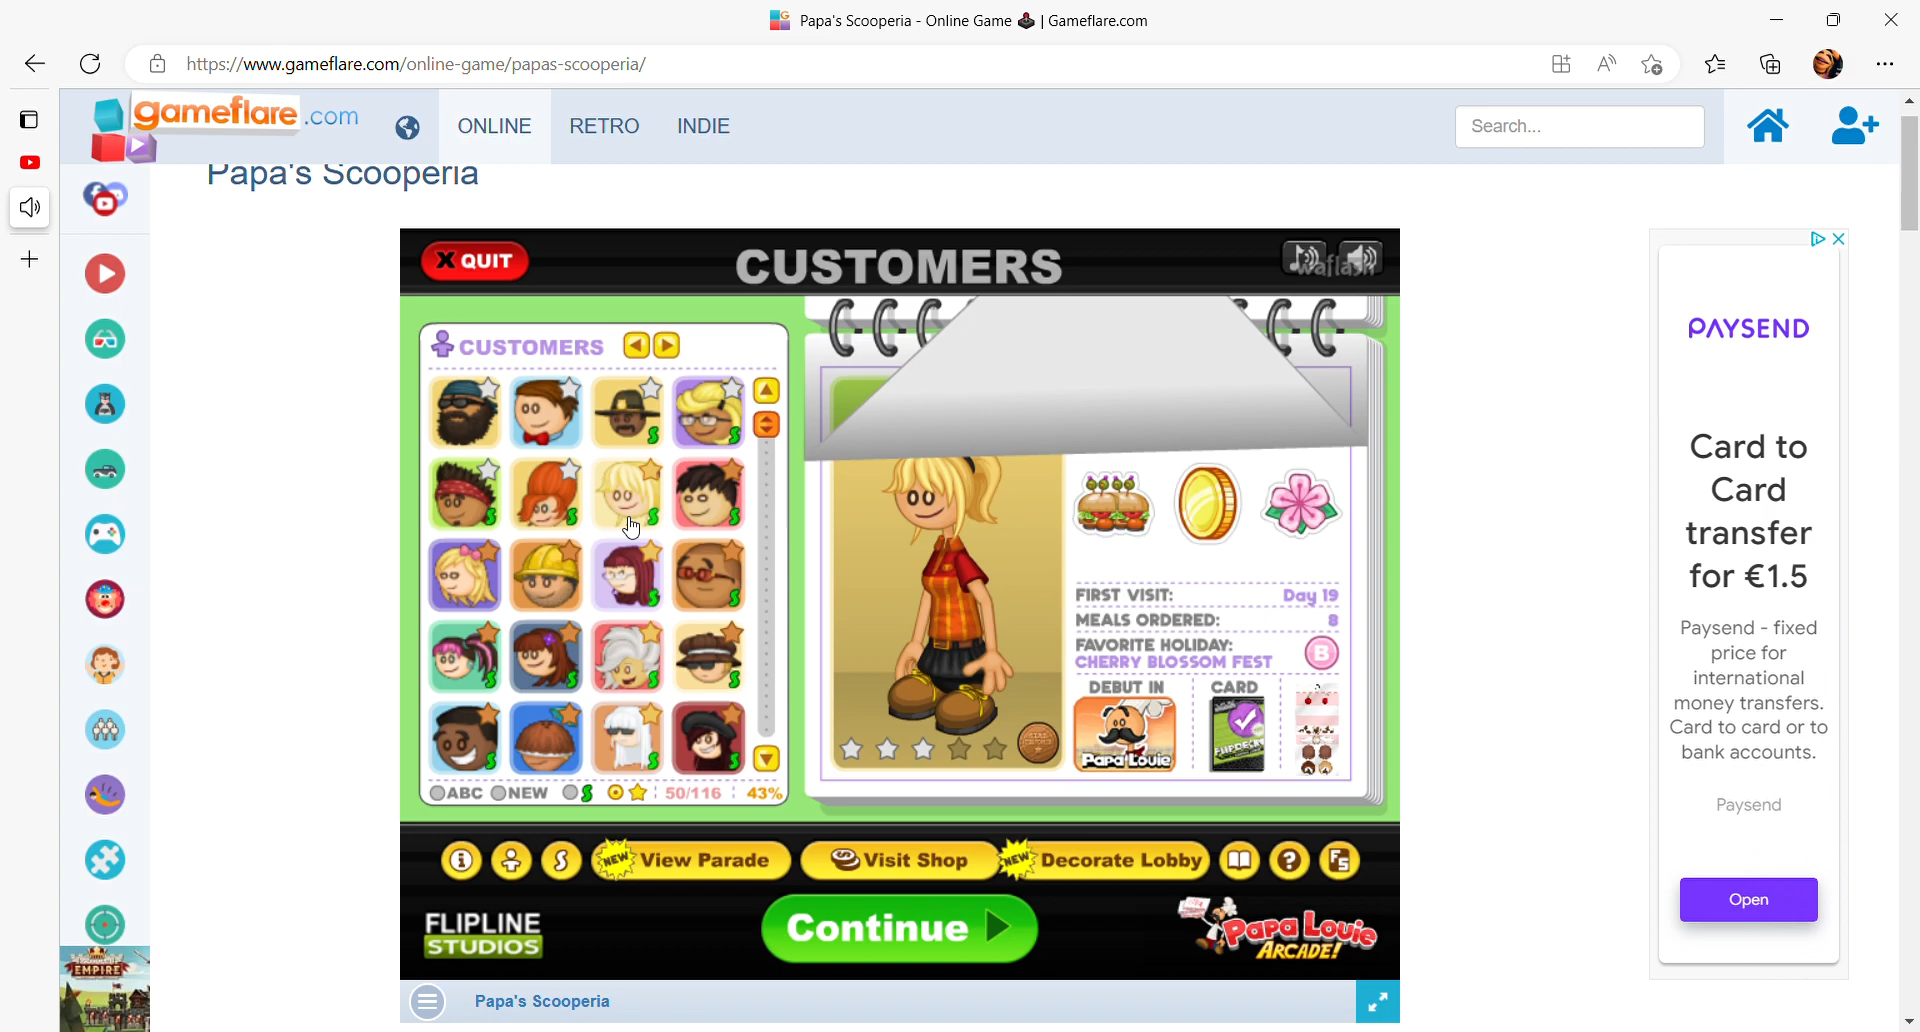 Papa's Scooperia - Online Game | Gameflare.com
https://www.gameflare.com/online-game/papas-scooperia/
gameflare.com
ONLINE
RETRO
INDIE
Search...
Papa's Scooperia
X QUIT
CUSTOMERS
waflash
CUSTOMERS
ABC
NEW
50/116
43%
FIRST VISIT: Day 19
MEALS ORDERED: 8
FAVORITE HOLIDAY:
CHERRY BLOSSOM FEST
B
DEBUT IN
CARD
Papa Louie
FLIPDECK
NEW View Parade
Visit Shop
NEW Decorate Lobby
FLIPLINE
STUDIOS
Continue
Papa Louie
ARCADE!
Papa's Scooperia
EMPIRE
PAYSEND
Card to
Card
transfer
for €1.5
Paysend - fixed
price for
international
money transfers.
Card to card or to
bank accounts.
Paysend
Open